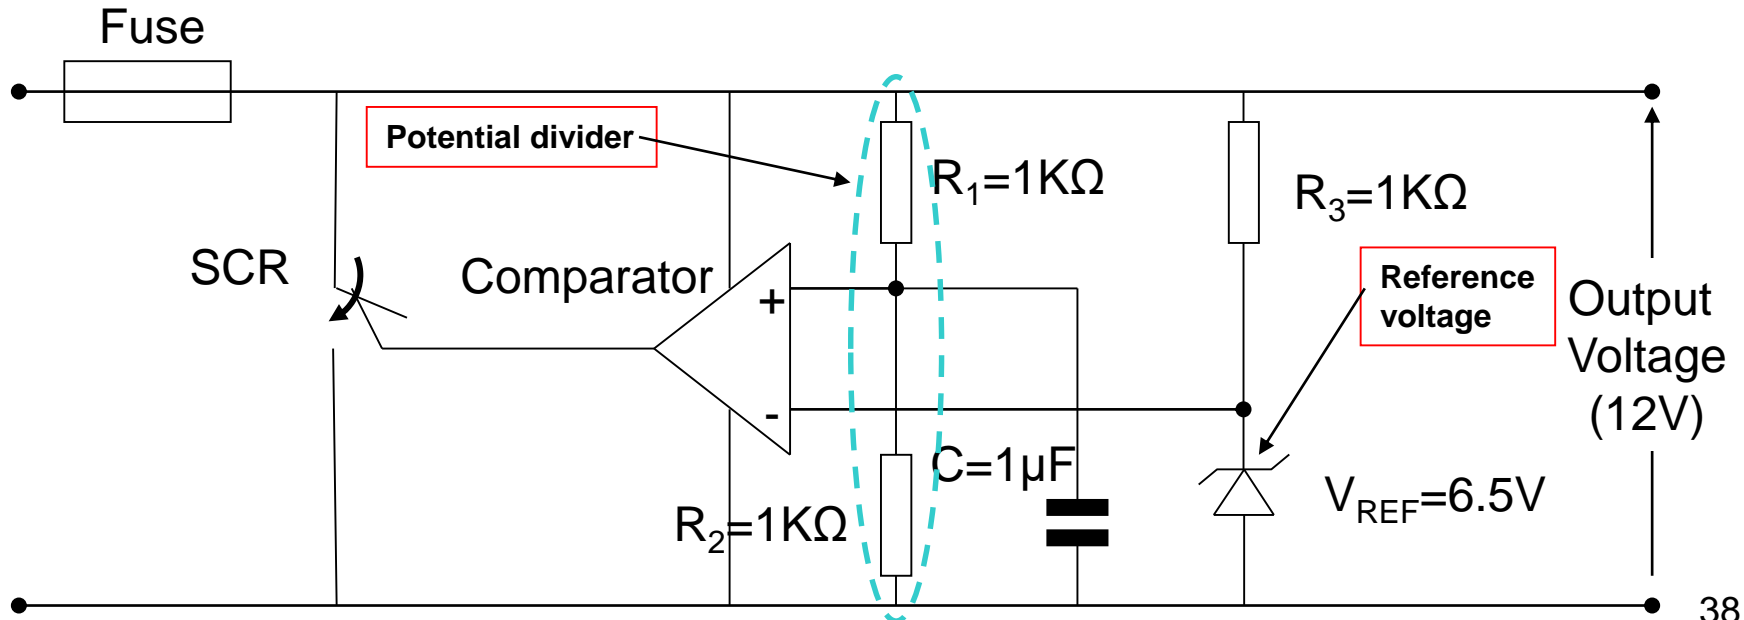 Fuse
Potential divider
R1=1KΩ
R3=1KΩ
SCR
Comparator
+
-
Reference
voltage
Output
Voltage
(12V)
C=1µF
VREF=6.5V
R2=1KΩ
38